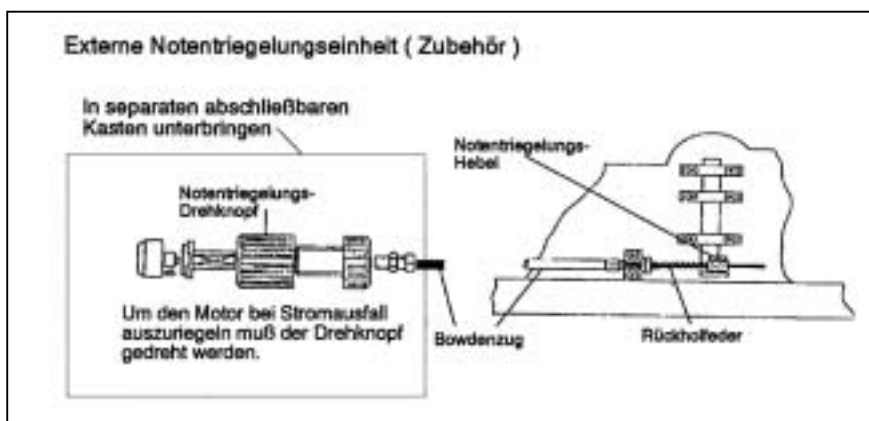 Externe Notentriegelungseinheit ( Zubehör )
In separaten abschließbaren
Kasten unterbringen
Notentriegelungs-
Drehknopf
Um den Motor bei Stromausfall
auszuriegeln muß der Drehknopf
gedreht werden.
Notentriegelungs-
Hebel
Bowdenzug
Rückholfeder